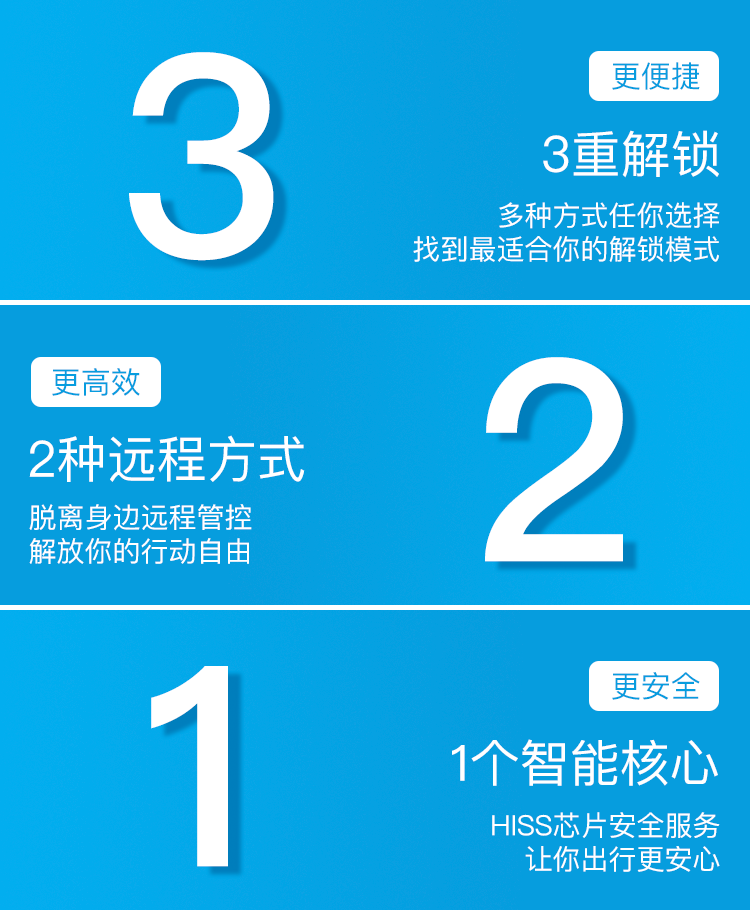 3
更便捷
3重解锁
多种方式任你选择
找到最适合你的解锁模式
更高效
2种远程方式
脱离身边远程管控
解放你的行动自由
2
1
更安全
1个智能核心
HISS芯片安全服务
让你出行更安心